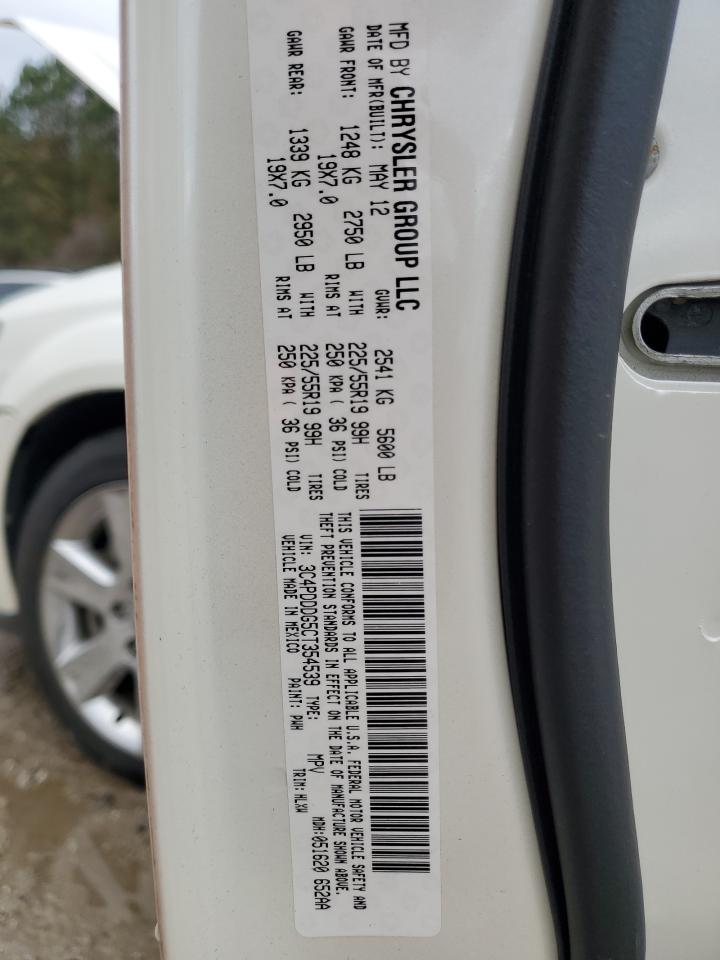 MFD BY CHRYSLER GROUP LLC
DATE OF MFR(BUILT): MAY 12 GVWR: 2541 KG 5600 LB
GAWR FRONT: 1248 KG 2750 LB WITH 225/55R19 99H TIRES
19X7.0 RIMS AT 250 KPA ( 36 PSI) COLD
GAWR REAR: 1339 KG 2950 LB WITH 225/55R19 99H TIRES
19X7.0 RIMS AT 250 KPA ( 36 PSI) COLD
THIS VEHICLE CONFORMS TO ALL APPLICABLE U.S.A. FEDERAL MOTOR VEHICLE SAFETY AND
THEFT PREVENTION STANDARDS IN EFFECT ON THE DATE OF MANUFACTURE SHOWN ABOVE.
VIN: 3C4PDDDG5CT354539 TYPE: MPV MDH:051620 652AA
VEHICLE MADE IN MEXICO PAINT: PWH TRIM:HLXW